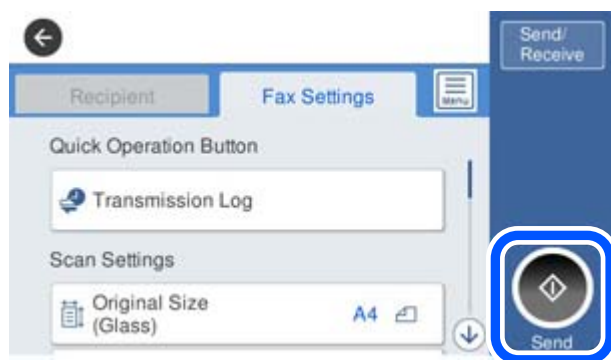 Send/
Receive
Recipient
Fax Settings
Menu
Quick Operation Button
Transmission Log
Scan Settings
Original Size
(Glass)
A4
Send